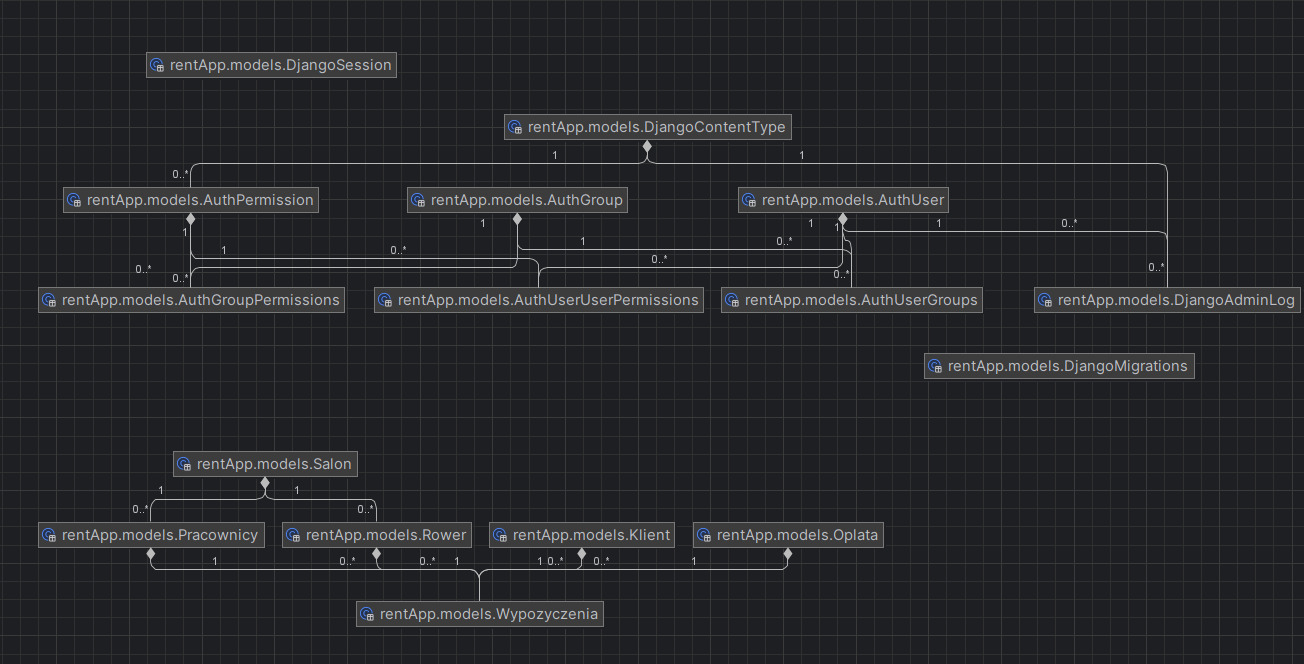 rentApp.models.DjangoSession
rentApp.models.DjangoContentType
1 1
0..*
rentApp.models.AuthPermission rentApp.models.AuthGroup rentApp.models.AuthUser
1 1 1 1 1 0..*
1 0..* 1 0..*
0..* 0..* 0..*
0..* 0..*
rentApp.models.AuthGroupPermissions rentApp.models.AuthUserUserPermissions rentApp.models.AuthUserGroups rentApp.models.DjangoAdminLog
rentApp.models.DjangoMigrations
rentApp.models.Salon
1 1
0..* 0..*
rentApp.models.Pracownicy rentApp.models.Rower rentApp.models.Klient rentApp.models.Oplata
1 0..* 0..* 1 1 0..* 0..* 1
rentApp.models.Wypozyczenia